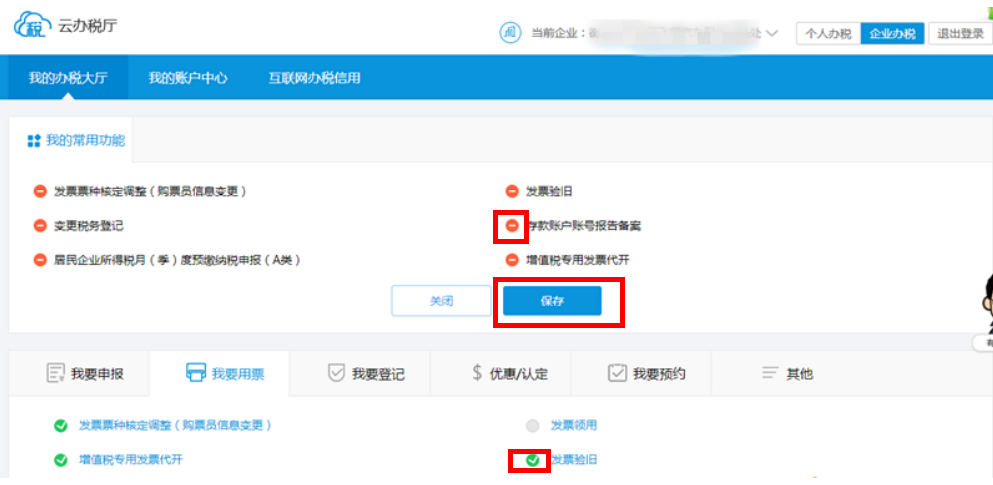 云办税厅
当前企业：
个人办税 企业办税 退出登录
我的办税大厅 我的账户中心 互联网办税信用
我的常用功能
发票票种核定调整（购票员信息变更） 发票验旧
变更税务登记 存款账户账号报告备案
居民企业所得税月（季）度预缴纳税申报（A类） 增值税专用发票代开
关闭 保存
我要申报 我要用票 我要登记 优惠/认定 我要预约 其他
发票票种核定调整（购票员信息变更） 发票领用
增值税专用发票代开 发票验旧